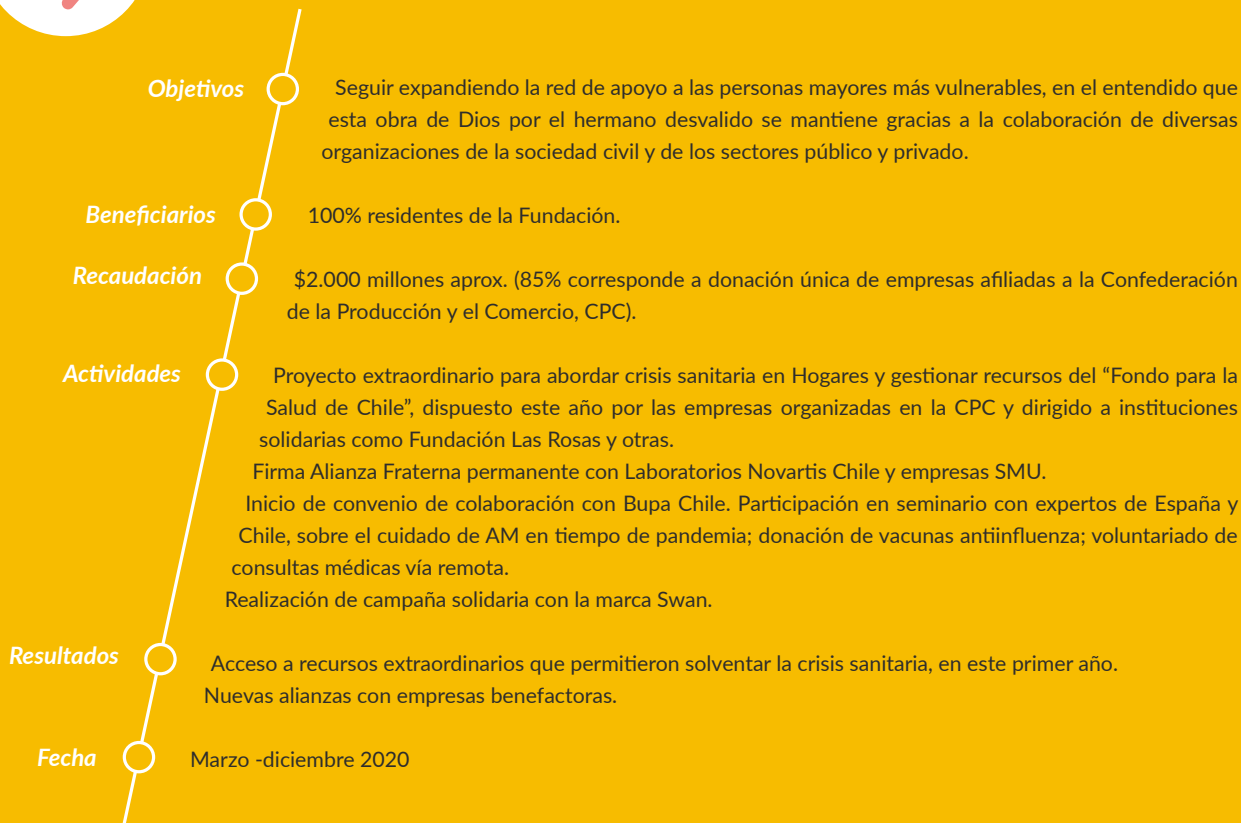 Objetivos
Seguir expandiendo la red de apoyo a las personas mayores más vulnerables, en el entendido que
esta obra de Dios por el hermano desvalido se mantiene gracias a la colaboración de diversas
organizaciones de la sociedad civil y de los sectores público y privado.
Beneficiarios
100% residentes de la Fundación.
Recaudación
$2.000 millones aprox. (85% corresponde a donación única de empresas afiliadas a la Confederación
de la Producción y el Comercio, CPC).
Actividades
Proyecto extraordinario para abordar crisis sanitaria en Hogares y gestionar recursos del “Fondo para la
Salud de Chile”, dispuesto este año por las empresas organizadas en la CPC y dirigido a instituciones
solidarias como Fundación Las Rosas y otras.
Firma Alianza Fraterna permanente con Laboratorios Novartis Chile y empresas SMU.
Inicio de convenio de colaboración con Bupa Chile. Participación en seminario con expertos de España y
Chile, sobre el cuidado de AM en tiempo de pandemia; donación de vacunas antiinfluenza; voluntariado de
consultas médicas vía remota.
Realización de campaña solidaria con la marca Swan.
Resultados
Acceso a recursos extraordinarios que permitieron solventar la crisis sanitaria, en este primer año.
Nuevas alianzas con empresas benefactoras.
Fecha
Marzo -diciembre 2020